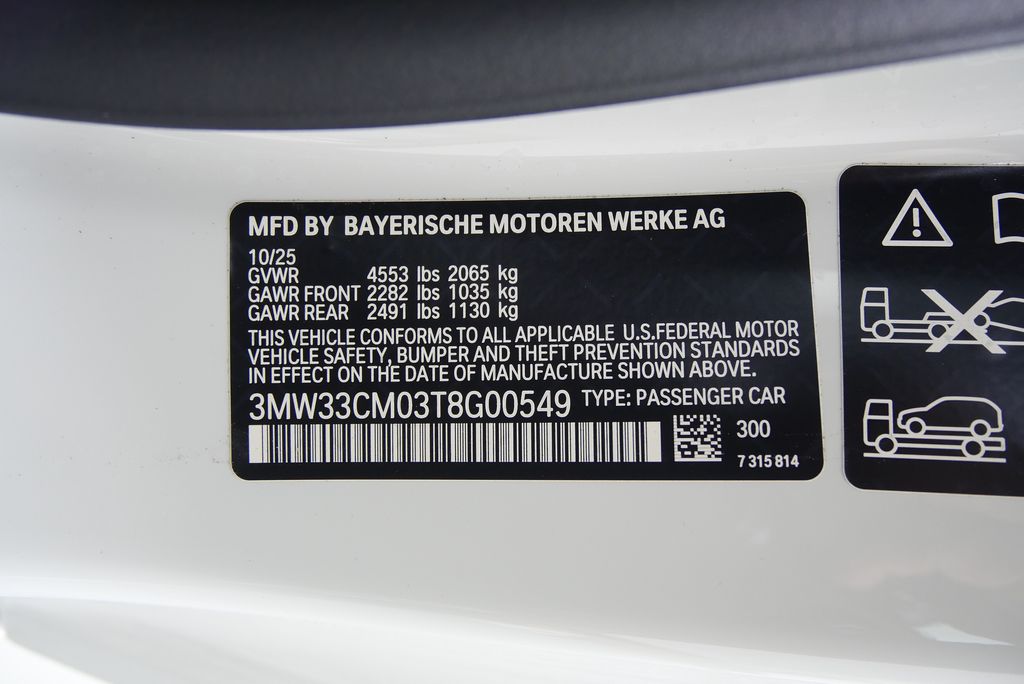 MFD BY BAYERISCHE MOTOREN WERKE AG
10/25
GVWR 4553 lbs 2065 kg
GAWR FRONT 2282 lbs 1035 kg
GAWR REAR 2491 lbs 1130 kg
THIS VEHICLE CONFORMS TO ALL APPLICABLE U.S.FEDERAL MOTOR
VEHICLE SAFETY, BUMPER AND THEFT PREVENTION STANDARDS
IN EFFECT ON THE DATE OF MANUFACTURE SHOWN ABOVE.
3MW33CM03T8G00549 TYPE: PASSENGER CAR
300
7 315 814